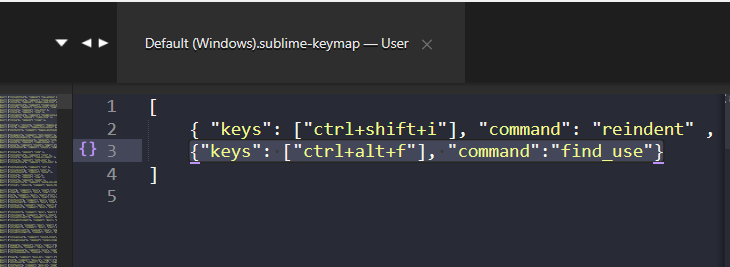 Default (Windows).sublime-keymap — User
1 [
2 { "keys": ["ctrl+shift+i"], "command": "reindent" ,
{} 3 {"keys": ["ctrl+alt+f"], "command":"find_use"}
4 ]
5